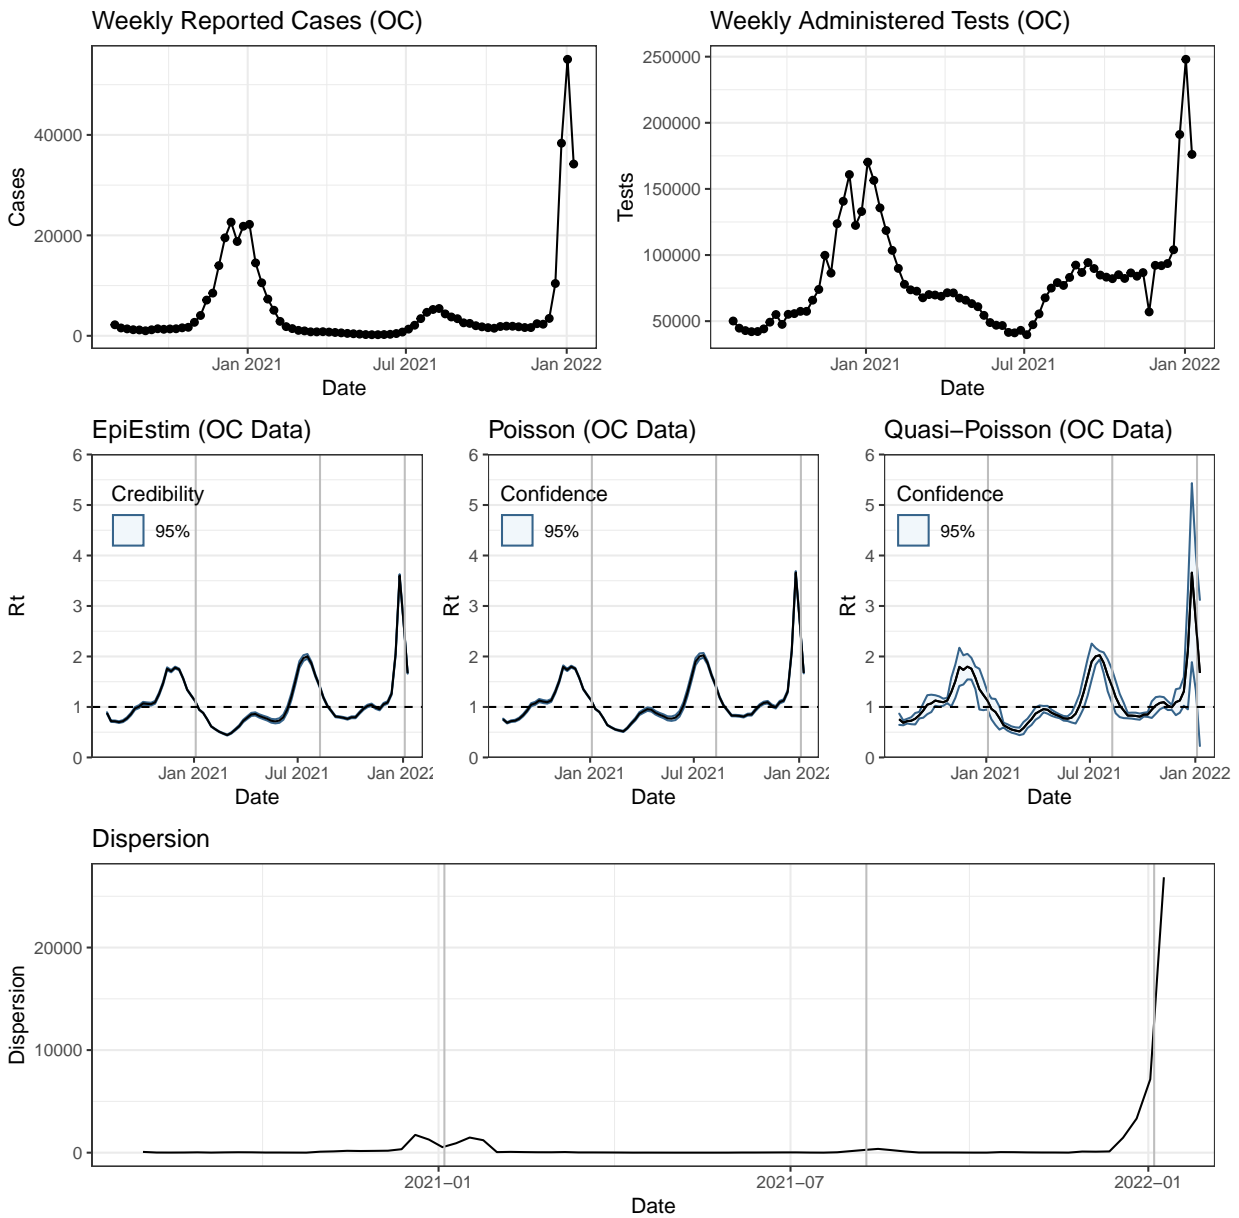 Weekly Reported Cases (OC)
Weekly Administered Tests (OC)
Cases
40000
20000
0
Jan 2021
Jul 2021
Jan 2022
Date
Tests
250000
200000
150000
100000
50000
Jan 2021
Jul 2021
Jan 2022
Date
EpiEstim (OC Data)
Poisson (OC Data)
Quasi−Poisson (OC Data)
Rt
6
5
4
3
2
1
0
Credibility
95%
Jan 2021
Jul 2021
Jan 202
Date
Rt
6
5
4
3
2
1
0
Confidence
95%
Jan 2021
Jul 2021
Jan 202
Date
Rt
6
5
4
3
2
1
0
Confidence
95%
Jan 2021
Jul 2021
Jan 2022
Date
Dispersion
Dispersion
20000
10000
0
2021−01
2021−07
2022−01
Date